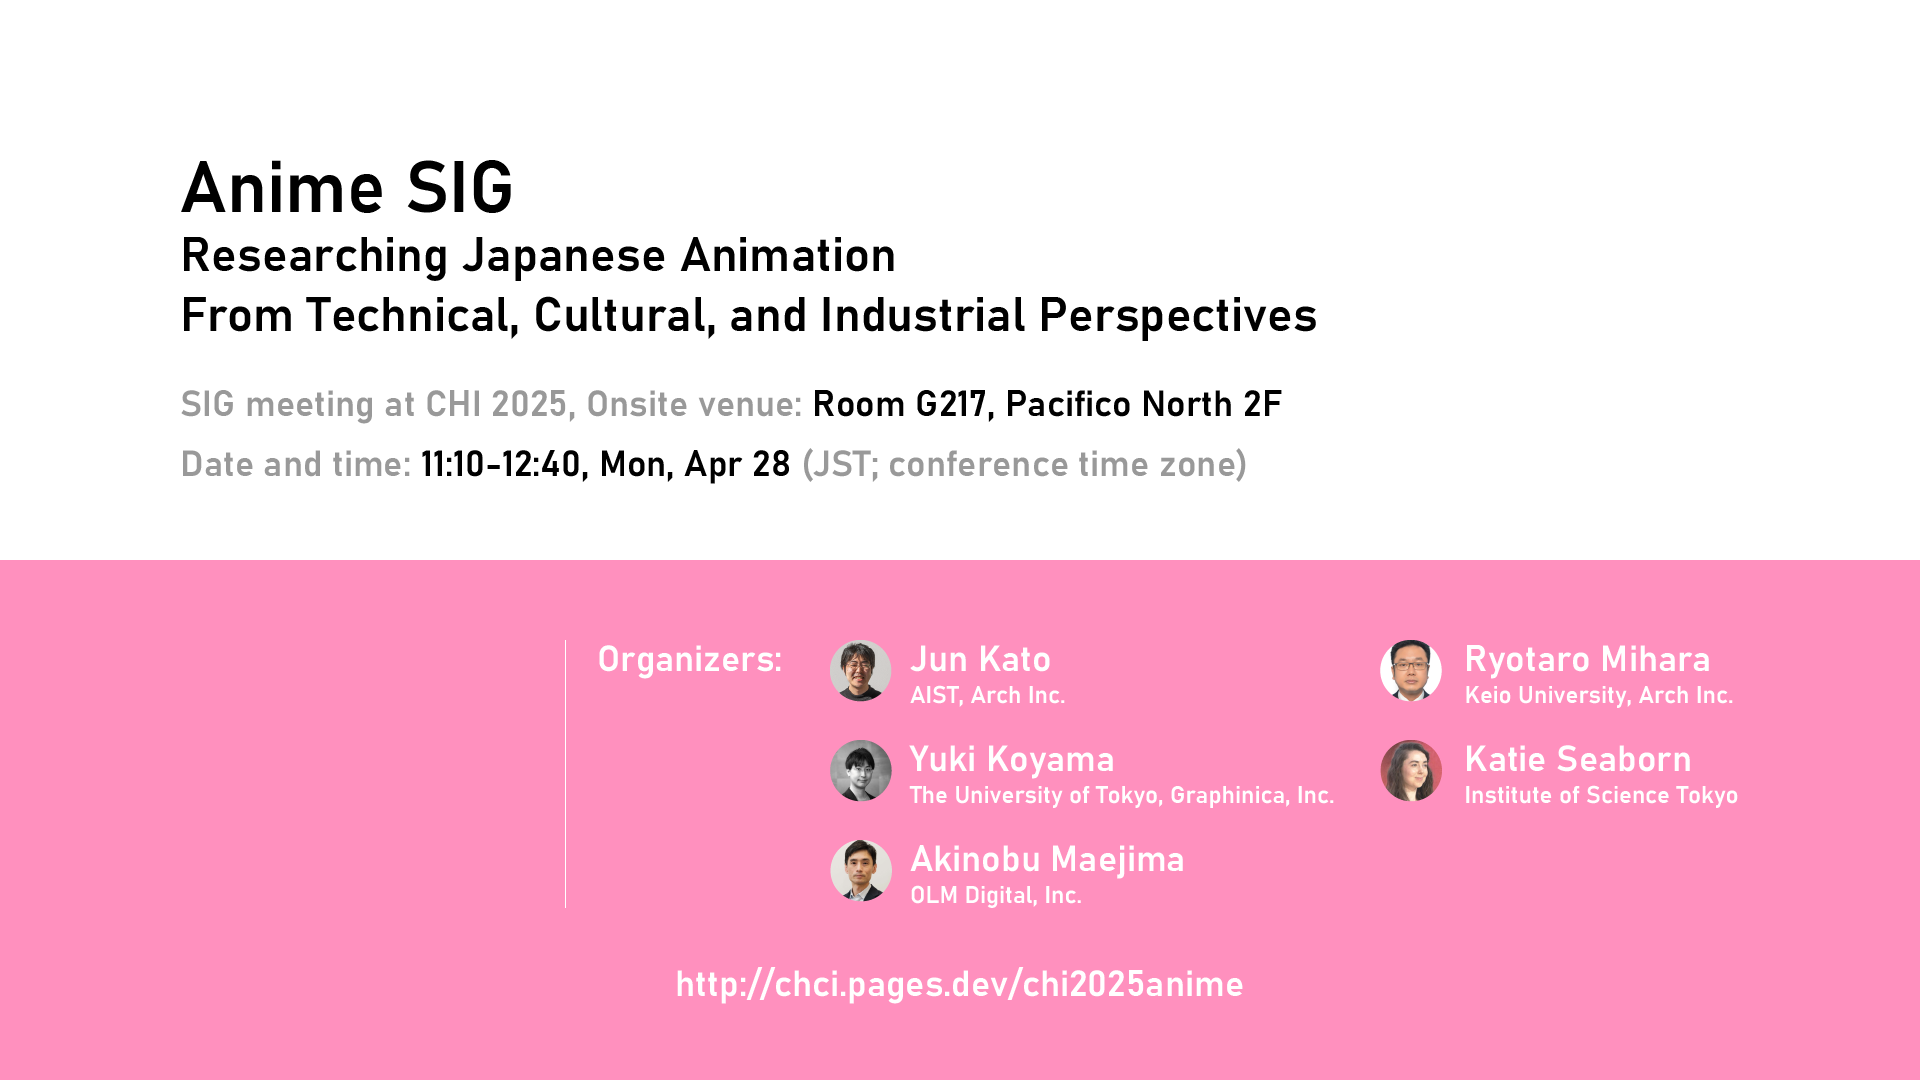 Anime SIG
Researching Japanese Animation
From Technical, Cultural, and Industrial Perspectives
SIG meeting at CHI 2025, Onsite venue: Room G217, Pacifico North 2F
Date and time: 11:10-12:40, Mon, Apr 28 (JST; conference time zone)
Organizers:
Jun Kato
AIST, Arch Inc.
Yuki Koyama
The University of Tokyo, Graphinica, Inc.
Akinobu Maejima
OLM Digital, Inc.
Ryotaro Mihara
Keio University, Arch Inc.
Katie Seaborn
Institute of Science Tokyo
http://chci.pages.dev/chi2025anime